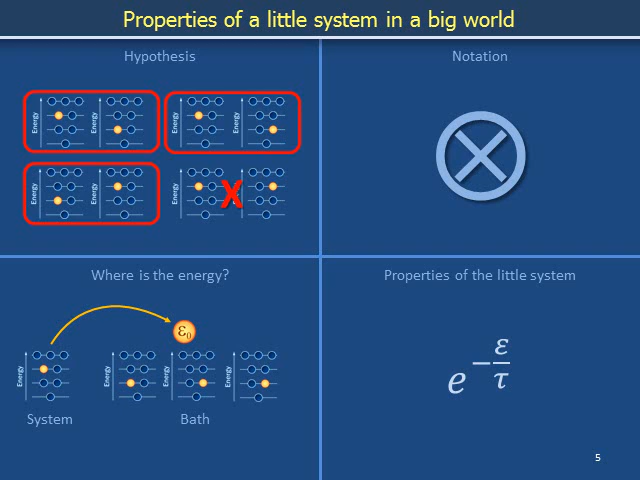 Properties of a little system in a big world
Hypothesis
Notation
Energy
Energy
Energy
Energy
Energy
Energy
Energy
Energy
Where is the energy?
Properties of the little system
ε₀
Energy
Energy
Energy
Energy
System
Bath
e^{-ε/τ}
5